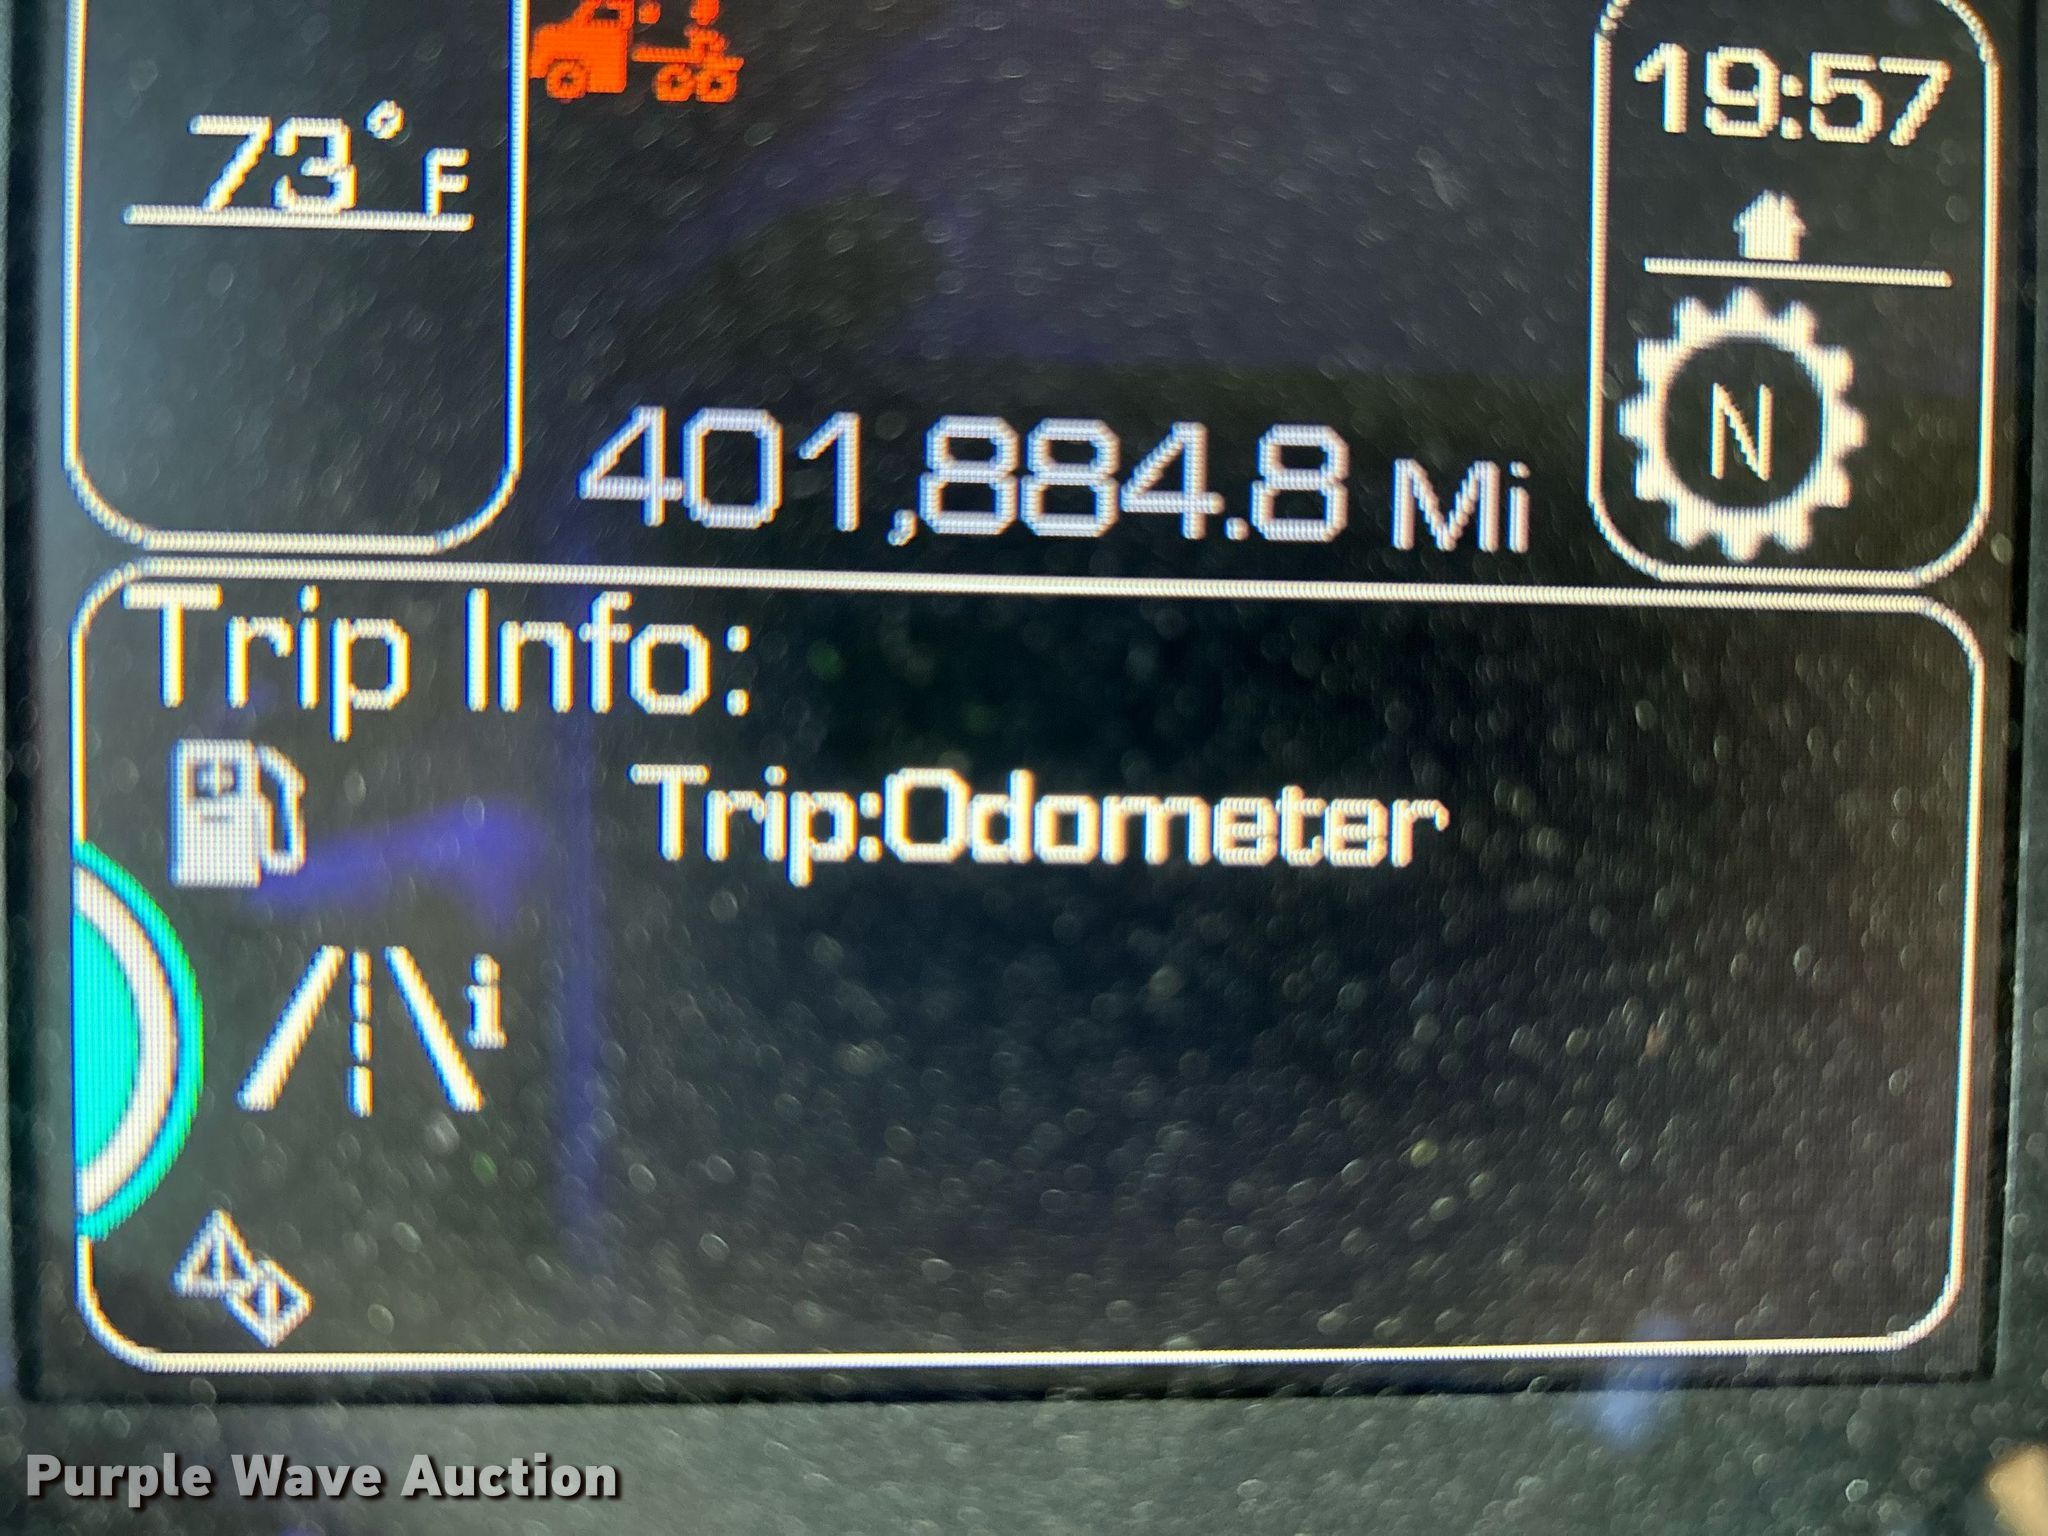 73°F
19:57
N
401,884.8 Mi
Trip Info:
Trip:Odometer
i
Purple Wave Auction